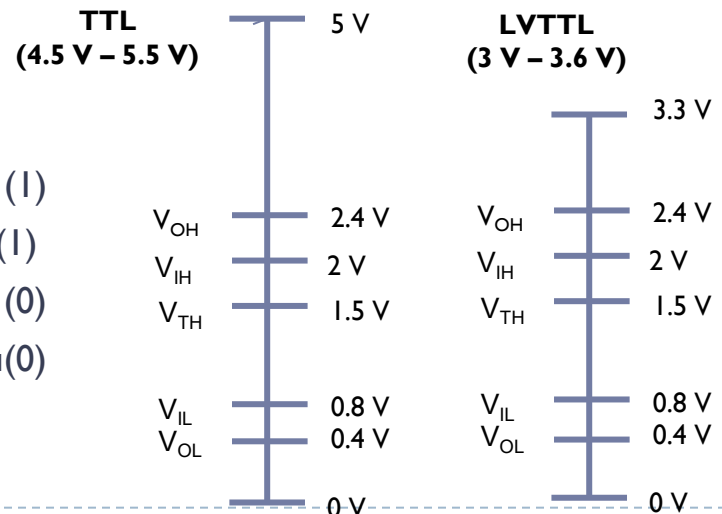 TTL
(4.5 V – 5.5 V)
5 V
LVTTL
(3 V – 3.6 V)
3.3 V
(1)
(1)
(0)
(0)
V_OH 2.4 V
V_IH 2 V
V_TH 1.5 V
V_IL 0.8 V
V_OL 0.4 V
0 V
V_OH 2.4 V
V_IH 2 V
V_TH 1.5 V
V_IL 0.8 V
V_OL 0.4 V
0 V